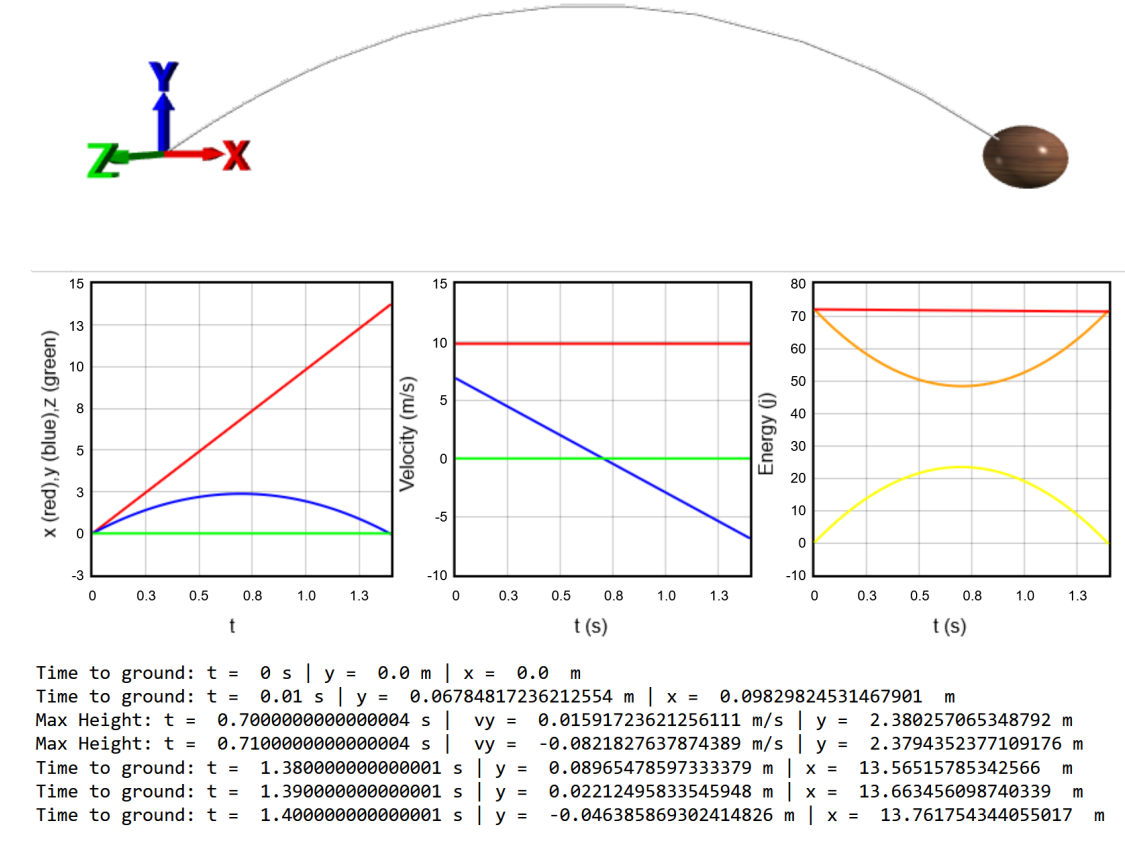 Y
Z
X
15
13
10
8
5
3
0
-3
x (red),y (blue),z (green)
0 0.3 0.5 0.8 1.0 1.3
t
15
10
5
0
-5
-10
Velocity (m/s)
0 0.3 0.5 0.8 1.0 1.3
t (s)
80
70
60
50
40
30
20
10
0
-10
Energy (j)
0 0.3 0.5 0.8 1.0 1.3
t (s)
Time to ground: t = 0 s | y = 0.0 m | x = 0.0 m
Time to ground: t = 0.01 s | y = 0.06784817236212554 m | x = 0.09829824531467901 m
Max Height: t = 0.7000000000000004 s | vy = 0.01591723621256111 m/s | y = 2.380257065348792 m
Max Height: t = 0.7100000000000004 s | vy = -0.0821827637874389 m/s | y = 2.3794352377109176 m
Time to ground: t = 1.380000000000001 s | y = 0.08965478597333379 m | x = 13.56515785342566 m
Time to ground: t = 1.390000000000001 s | y = 0.02212495833545948 m | x = 13.663456098740339 m
Time to ground: t = 1.400000000000001 s | y = -0.046385869302414826 m | x = 13.761754344055017 m